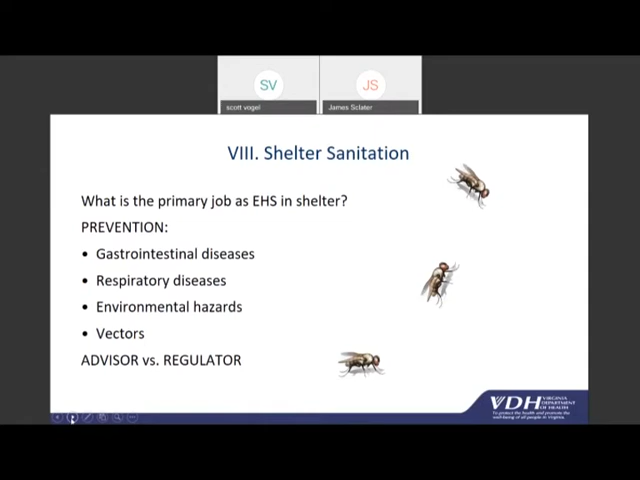 SV
JS
scott vogel
James Sclater
VIII. Shelter Sanitation
What is the primary job as EHS in shelter?
PREVENTION:
• Gastrointestinal diseases
• Respiratory diseases
• Environmental hazards
• Vectors
ADVISOR vs. REGULATOR
VDH VIRGINIA
DEPARTMENT
OF HEALTH
To protect the health and promote the
well-being of all people in Virginia.